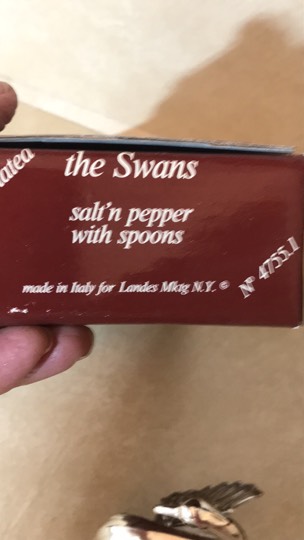 the Swans
salt'n pepper
with spoons
made in Italy for Landes Mktg N.Y. ©
Nº 4755.1